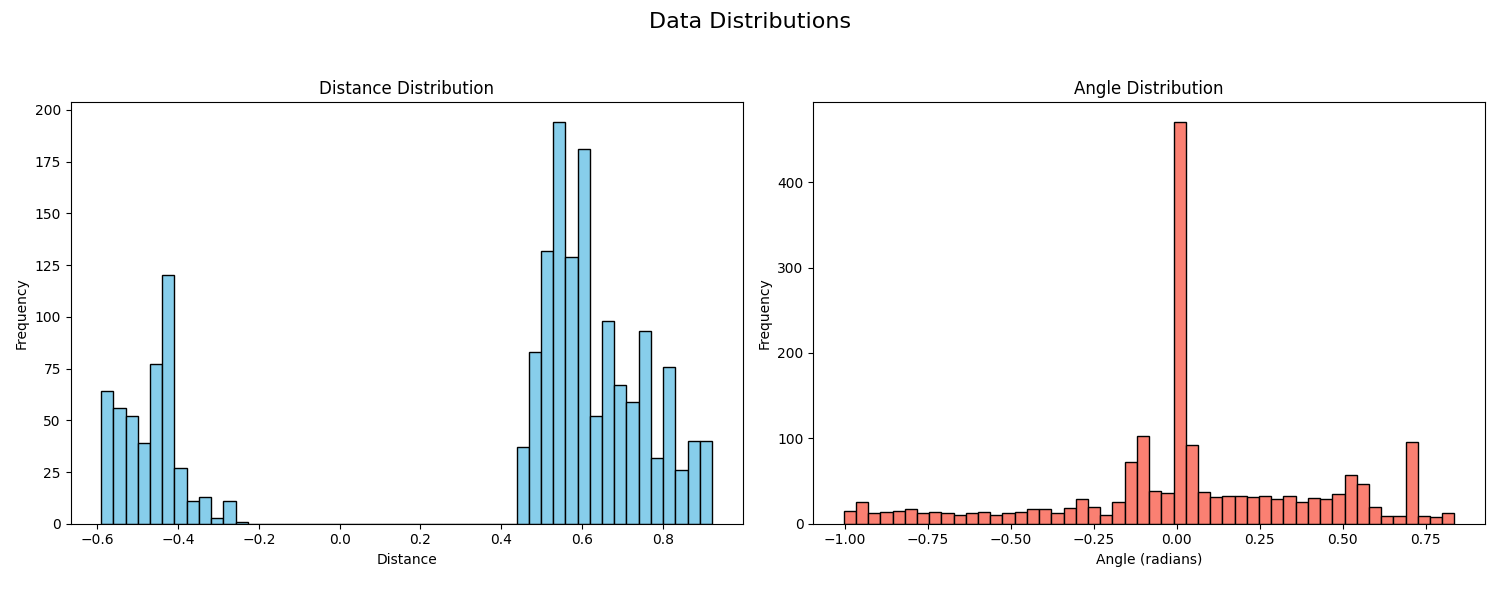 Data Distributions
Distance Distribution
Frequency
200
175
150
125
100
75
50
25
0
−0.6 −0.4 −0.2 0.0 0.2 0.4 0.6 0.8
Distance
Angle Distribution
Frequency
400
300
200
100
0
−1.00 −0.75 −0.50 −0.25 0.00 0.25 0.50 0.75
Angle (radians)